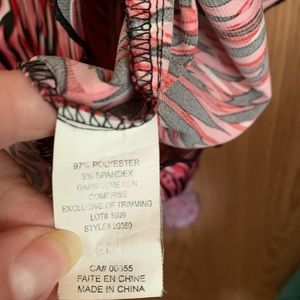 97% POLYESTER
3% SPANDEX
GARNITURE NON
COMPRISE
EXCLUSIVE OF TRIMMING
LOT# 1609
STYLE# 20359
CA# 00355
FAITE EN CHINE
MADE IN CHINA